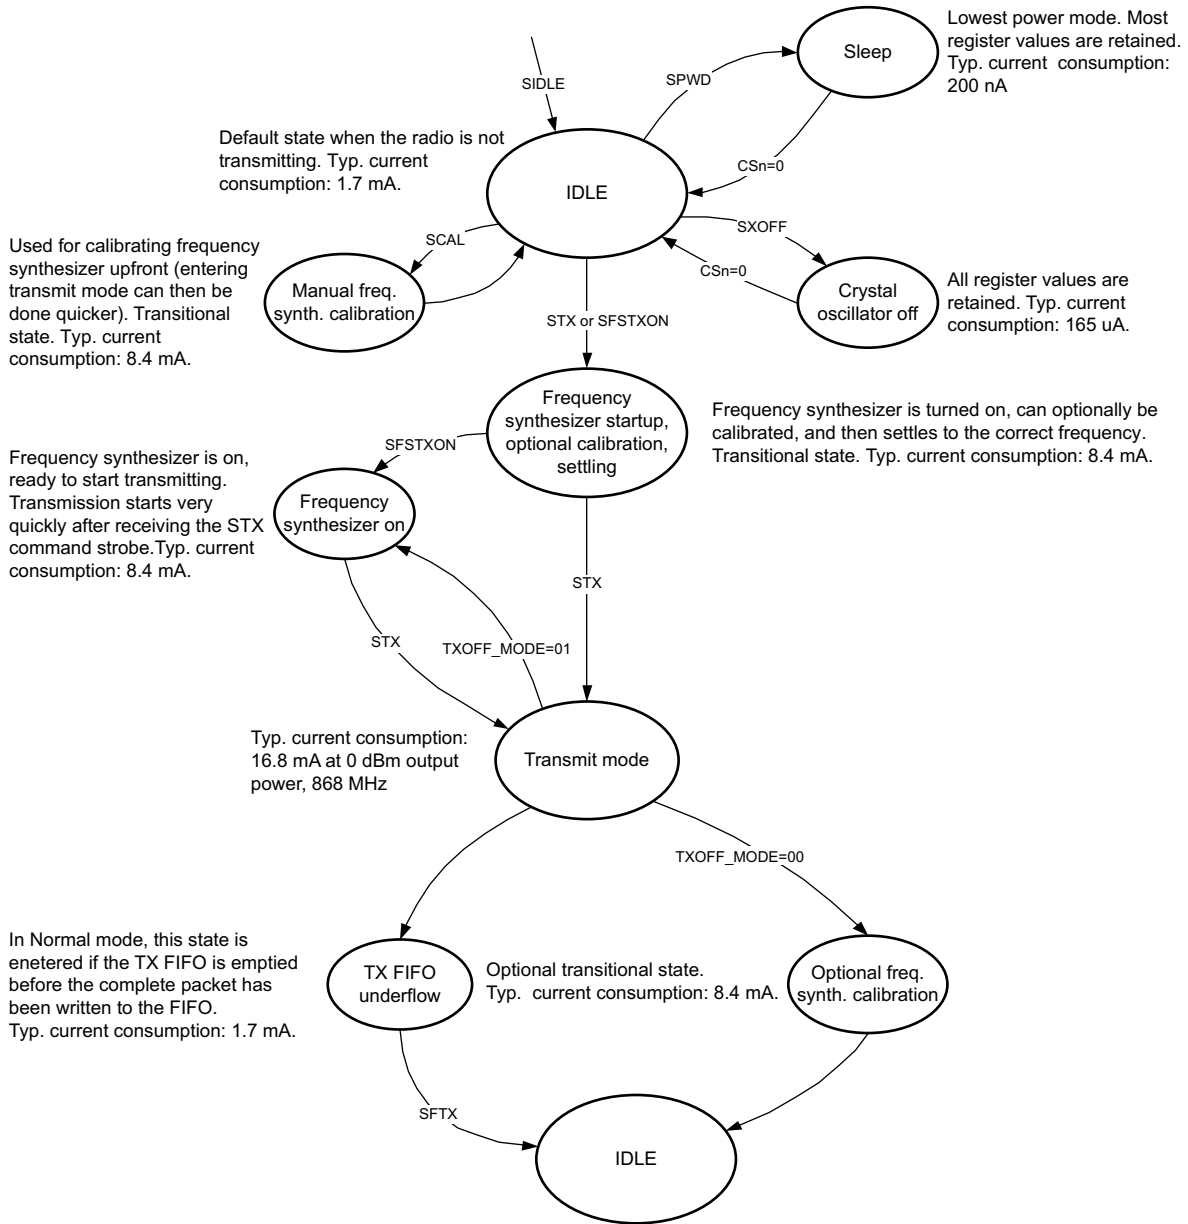 Lowest power mode. Most
register values are retained.
Typ. current consumption:
200 nA
Sleep
SIDLE
SPWD
Default state when the radio is not
transmitting. Typ. current
consumption: 1.7 mA.
CSn=0
IDLE
SCAL
SXOFF
Used for calibrating frequency
synthesizer upfront (entering
transmit mode can then be
done quicker). Transitional
state. Typ. current
consumption: 8.4 mA.
Manual freq.
synth. calibration
CSn=0
Crystal
oscillator off
All register values are
retained. Typ. current
consumption: 165 uA.
STX or SFSTXON
Frequency
synthesizer startup,
optional calibration,
settling
Frequency synthesizer is turned on, can optionally be
calibrated, and then settles to the correct frequency.
Transitional state. Typ. current consumption: 8.4 mA.
SFSTXON
Frequency synthesizer is on,
ready to start transmitting.
Transmission starts very
quickly after receiving the STX
command strobe.Typ. current
consumption: 8.4 mA.
Frequency
synthesizer on
STX
STX
TXOFF_MODE=01
Typ. current consumption:
16.8 mA at 0 dBm output
power, 868 MHz
Transmit mode
TXOFF_MODE=00
In Normal mode, this state is
enetered if the TX FIFO is emptied
before the complete packet has
been written to the FIFO.
Typ. current consumption: 1.7 mA.
TX FIFO
underflow
Optional transitional state.
Typ. current consumption: 8.4 mA.
Optional freq.
synth. calibration
SFTX
IDLE